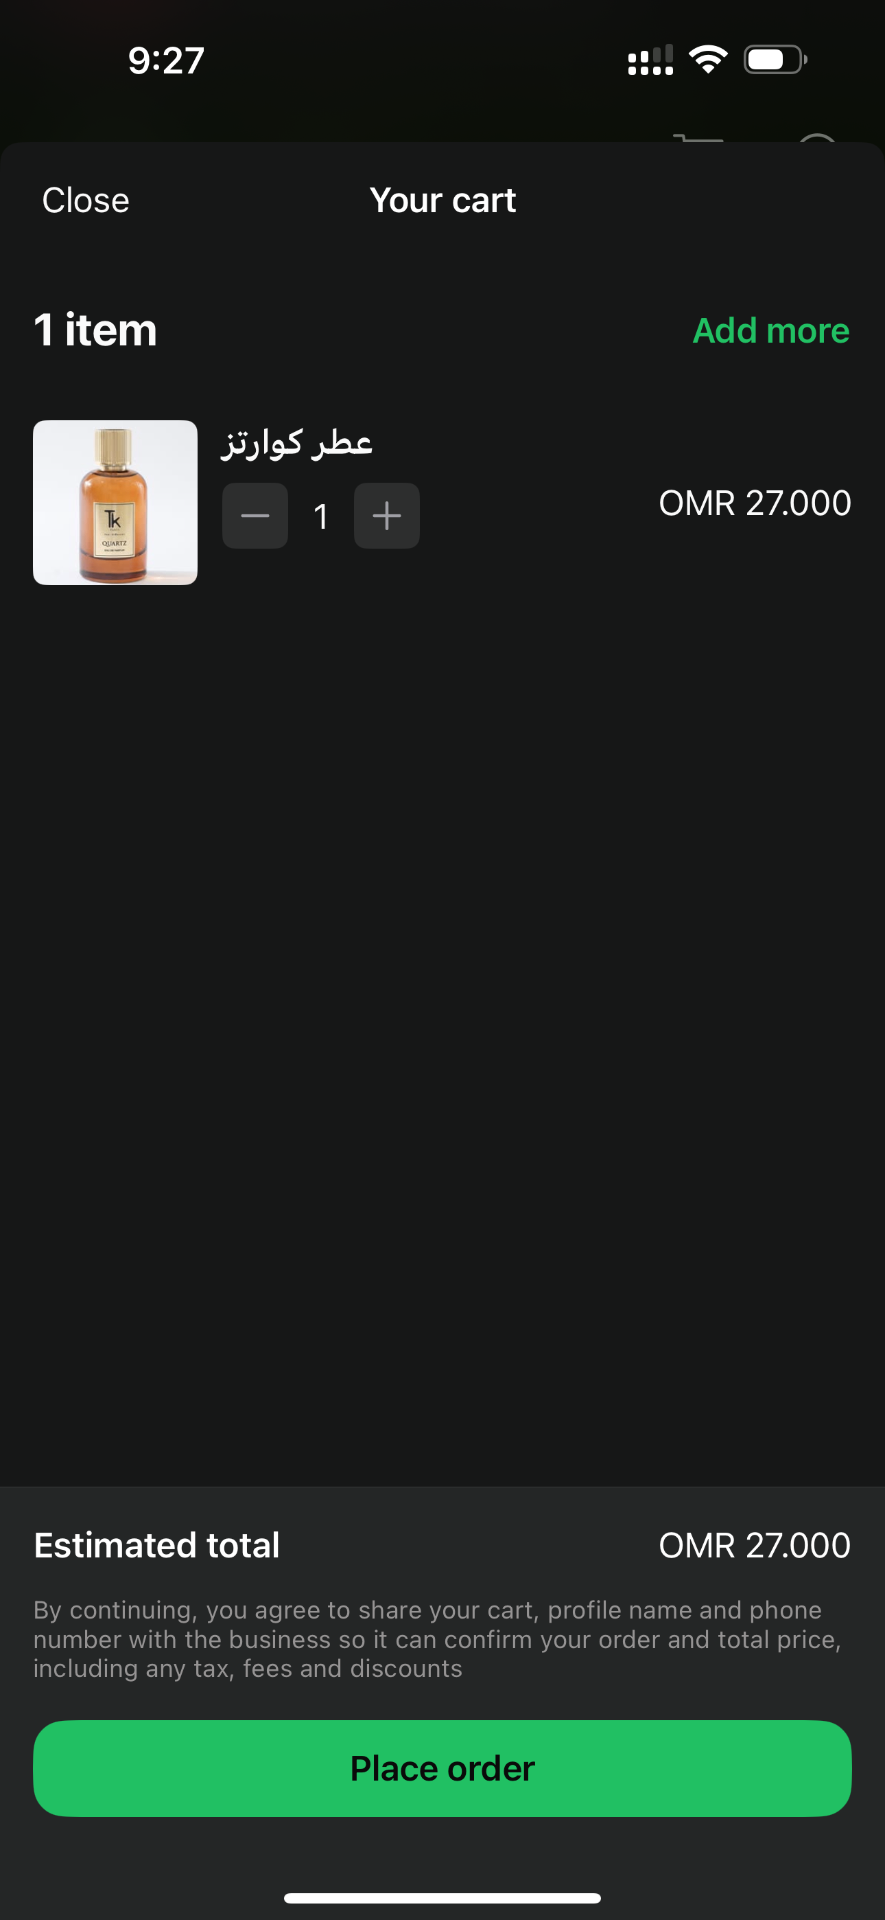 9:27
Close
Your cart
1 item
Add more
عطر كوارتز
1
OMR 27.000
Tk
QUARTZ
Estimated total
OMR 27.000
By continuing, you agree to share your cart, profile name and phone
number with the business so it can confirm your order and total price,
including any tax, fees and discounts
Place order